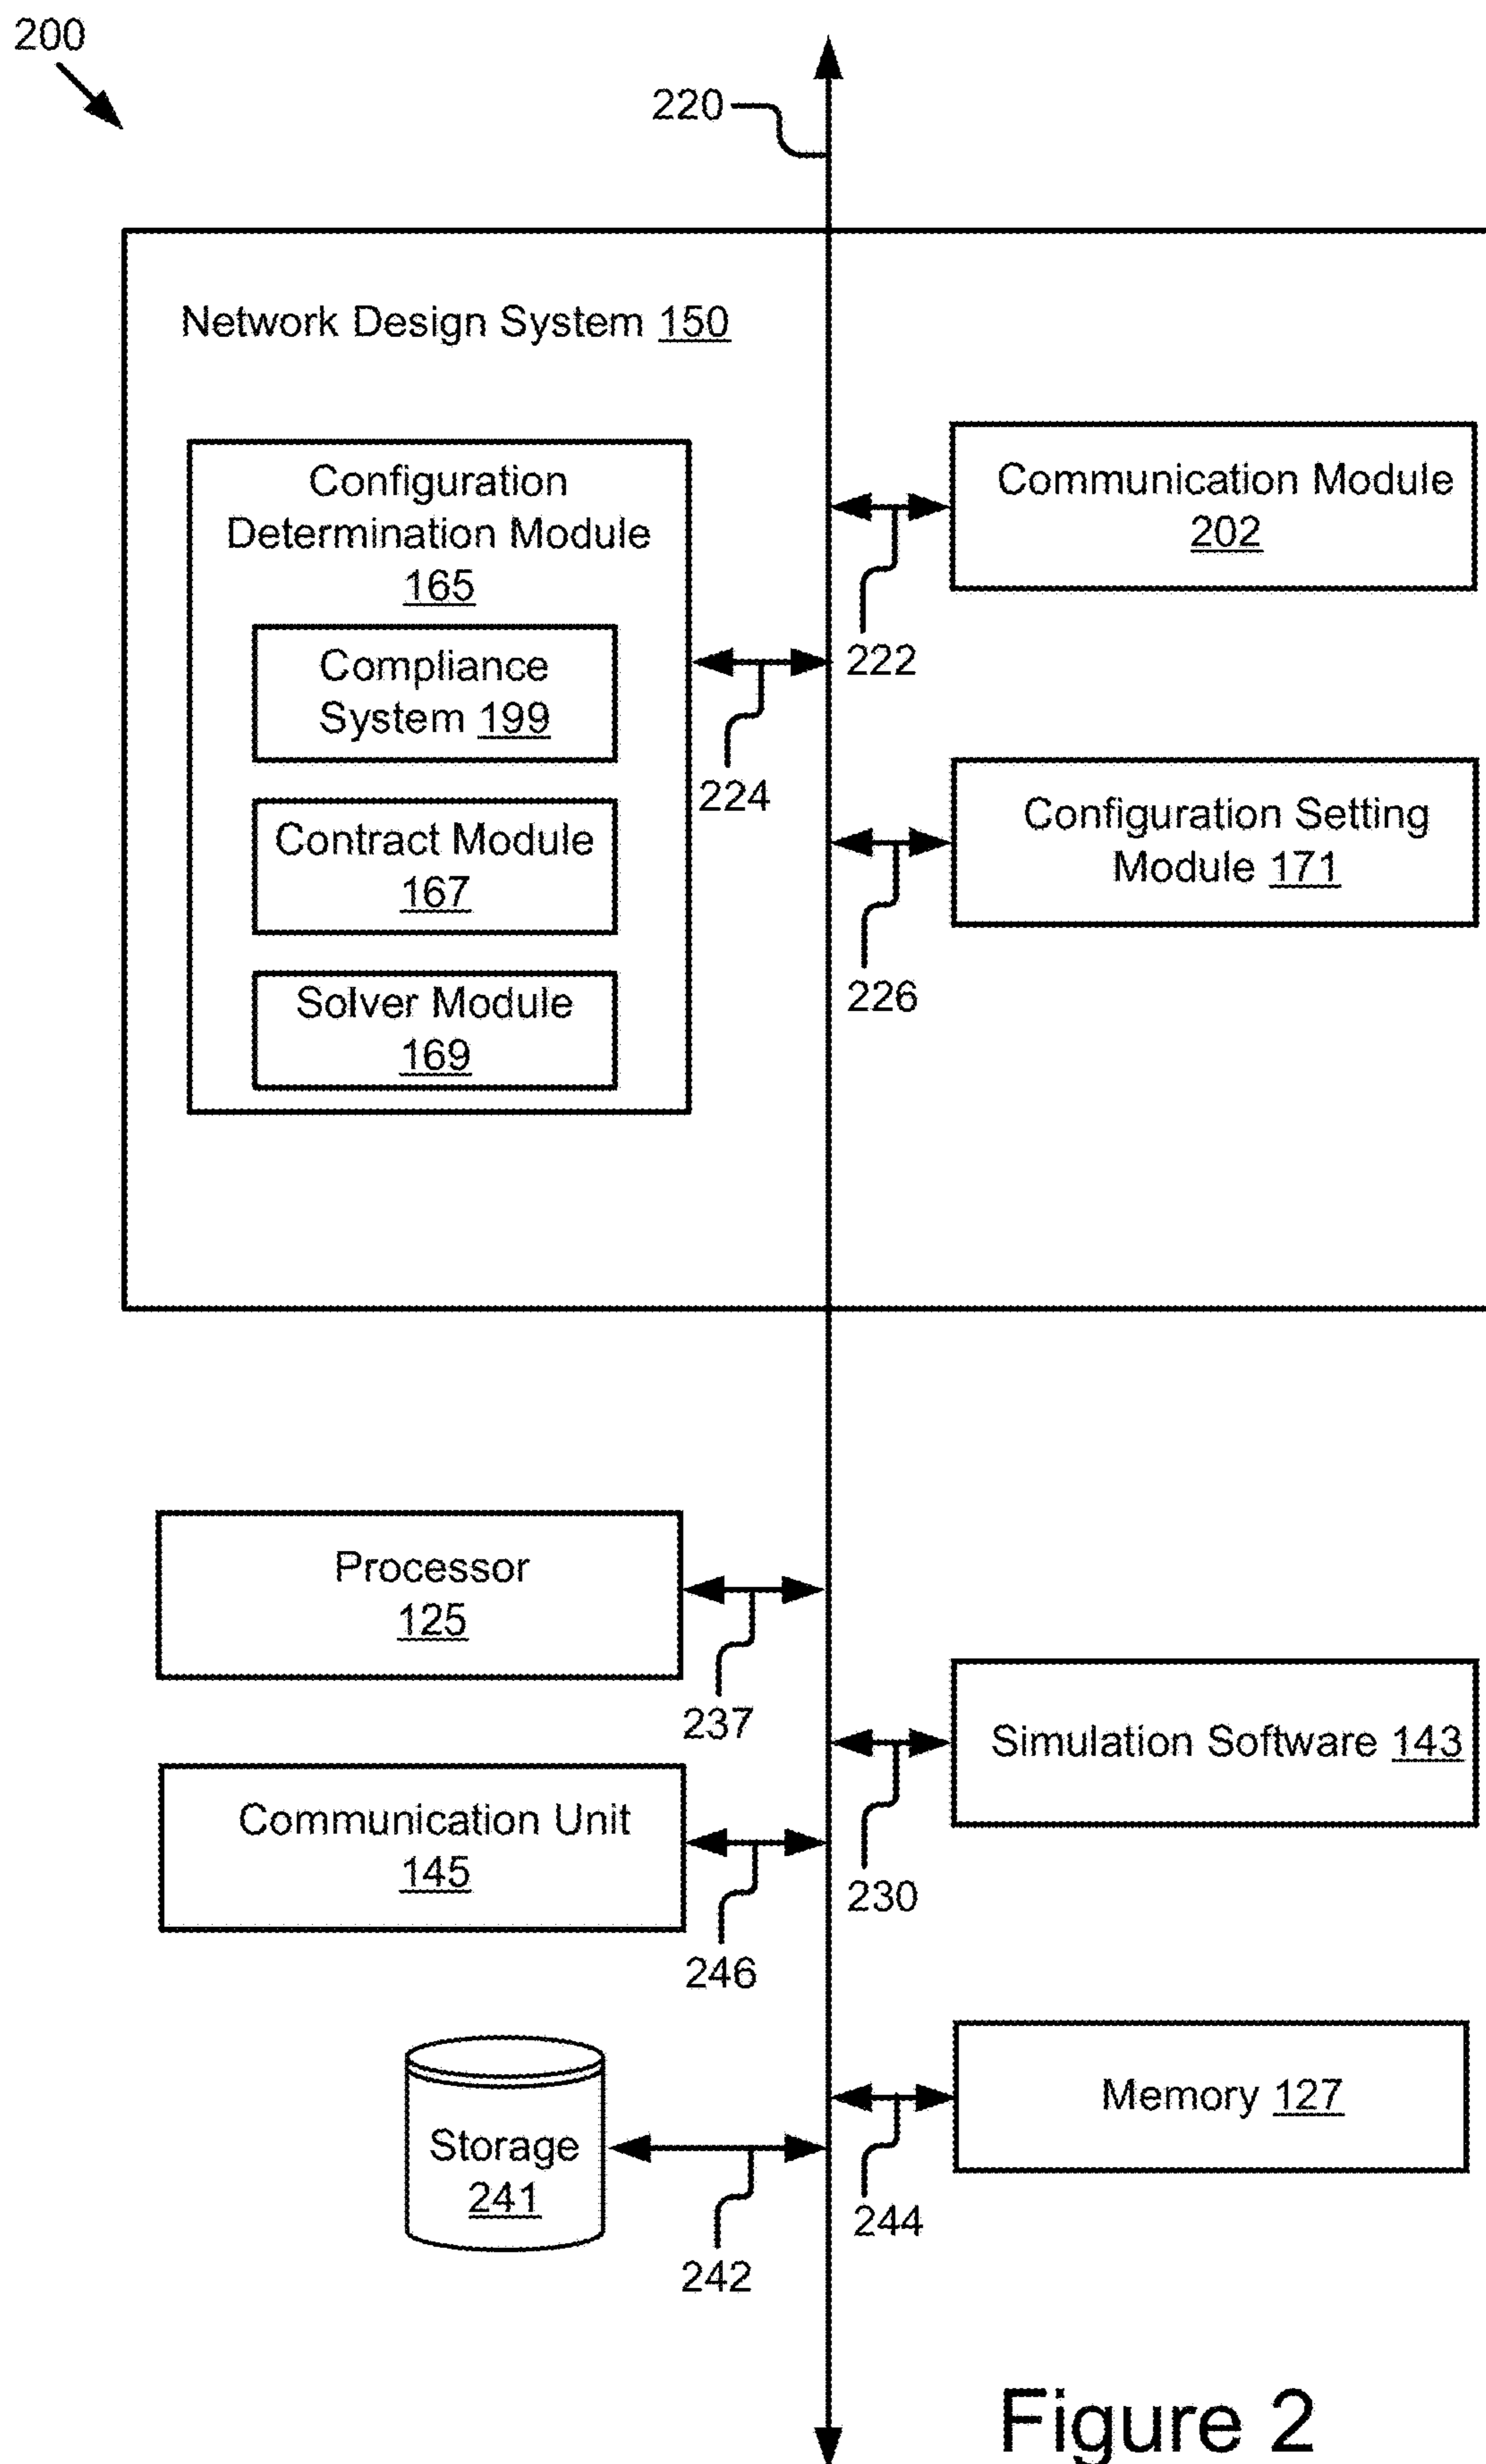 200
220
Network Design System 150
Configuration
Determination Module
165
Compliance
System 199
Contract Module
167
Solver Module
169
224
Communication Module
202
222
Configuration Setting
Module 171
226
Processor
125
237
Simulation Software 143
230
Communication Unit
145
246
Memory 127
244
Storage
241
242
Figure 2